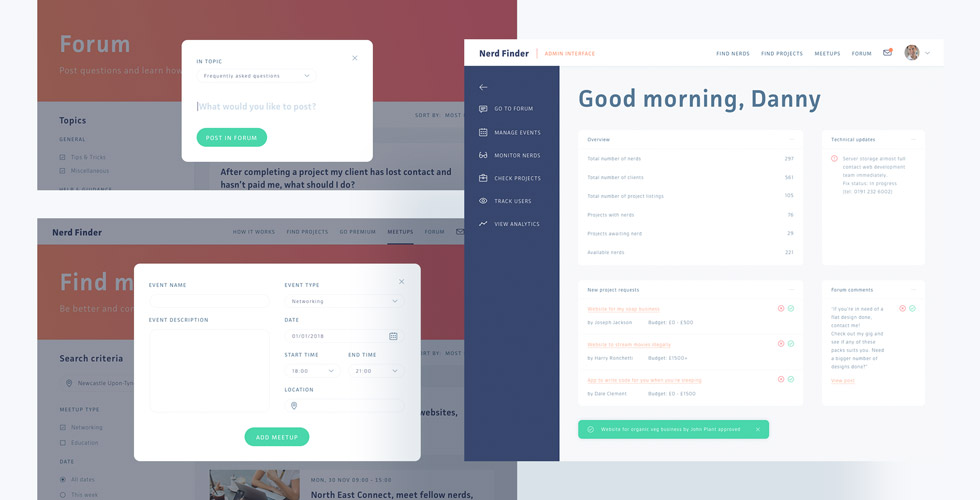 Forum
Post questions and learn how
Topics
GENERAL
Tips & Tricks
Miscellaneous
SORT BY: MOST
After completing a project my client has lost contact and
hasn't paid me, what should I do?
IN TOPIC
Frequently asked questions
What would you like to post?
POST IN FORUM
Nerd Finder
HOW IT WORKS
FIND PROJECTS
GO PREMIUM
MEETUPS
FORUM
Find m
Be better and con
Search criteria
Newcastle Upon-Tyn
MEETUP TYPE
Networking
Education
DATE
All dates
This week
RT BY: MOST
websites,
MON, 30 NOV 09:00 - 15:00
North East Connect, meet fellow nerds,
EVENT NAME
EVENT DESCRIPTION
EVENT TYPE
Networking
DATE
01/01/2018
START TIME
END TIME
18:00
21:00
LOCATION
ADD MEETUP
Nerd Finder
ADMIN INTERFACE
FIND NERDS
FIND PROJECTS
MEETUPS
FORUM
GO TO FORUM
MANAGE EVENTS
MONITOR NERDS
CHECK PROJECTS
TRACK USERS
VIEW ANALYTICS
Good morning, Danny
Overview
Total number of nerds 297
Total number of clients 561
Total number of project listings 105
Projects with nerds 76
Projects awaiting nerd 29
Available nerds 221
Technical updates
Server storage almost full
contact web development
team immediately.
Fix status: in progress
(tel: 0191 232 6002)
New project requests
Website for my soap business
by Joseph Jackson Budget: £0 - £500
Website to stream movies illegally
by Harry Ronchetti Budget: £1500+
App to write code for you when you're sleeping
by Dale Clement Budget: £0 - £1500
Forum comments
"If you're in need of a
flat design done,
contact me!
Check out my gig and
see if any of these
packs suits you. Need
a bigger number of
designs done?"
View post
Website for organic veg business by John Plant approved